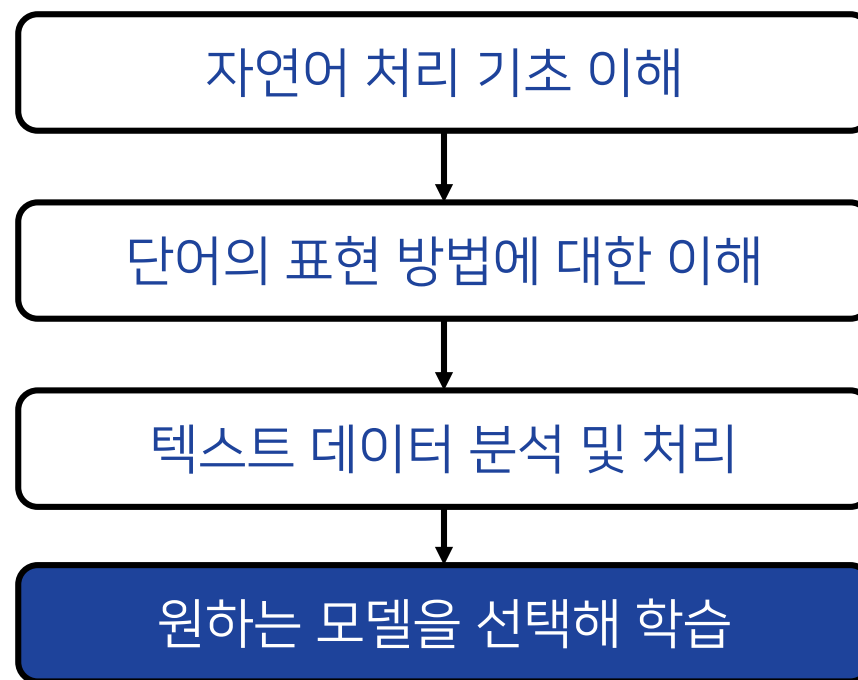 자연어 처리 기초 이해
단어의 표현 방법에 대한 이해
텍스트 데이터 분석 및 처리
원하는 모델을 선택해 학습